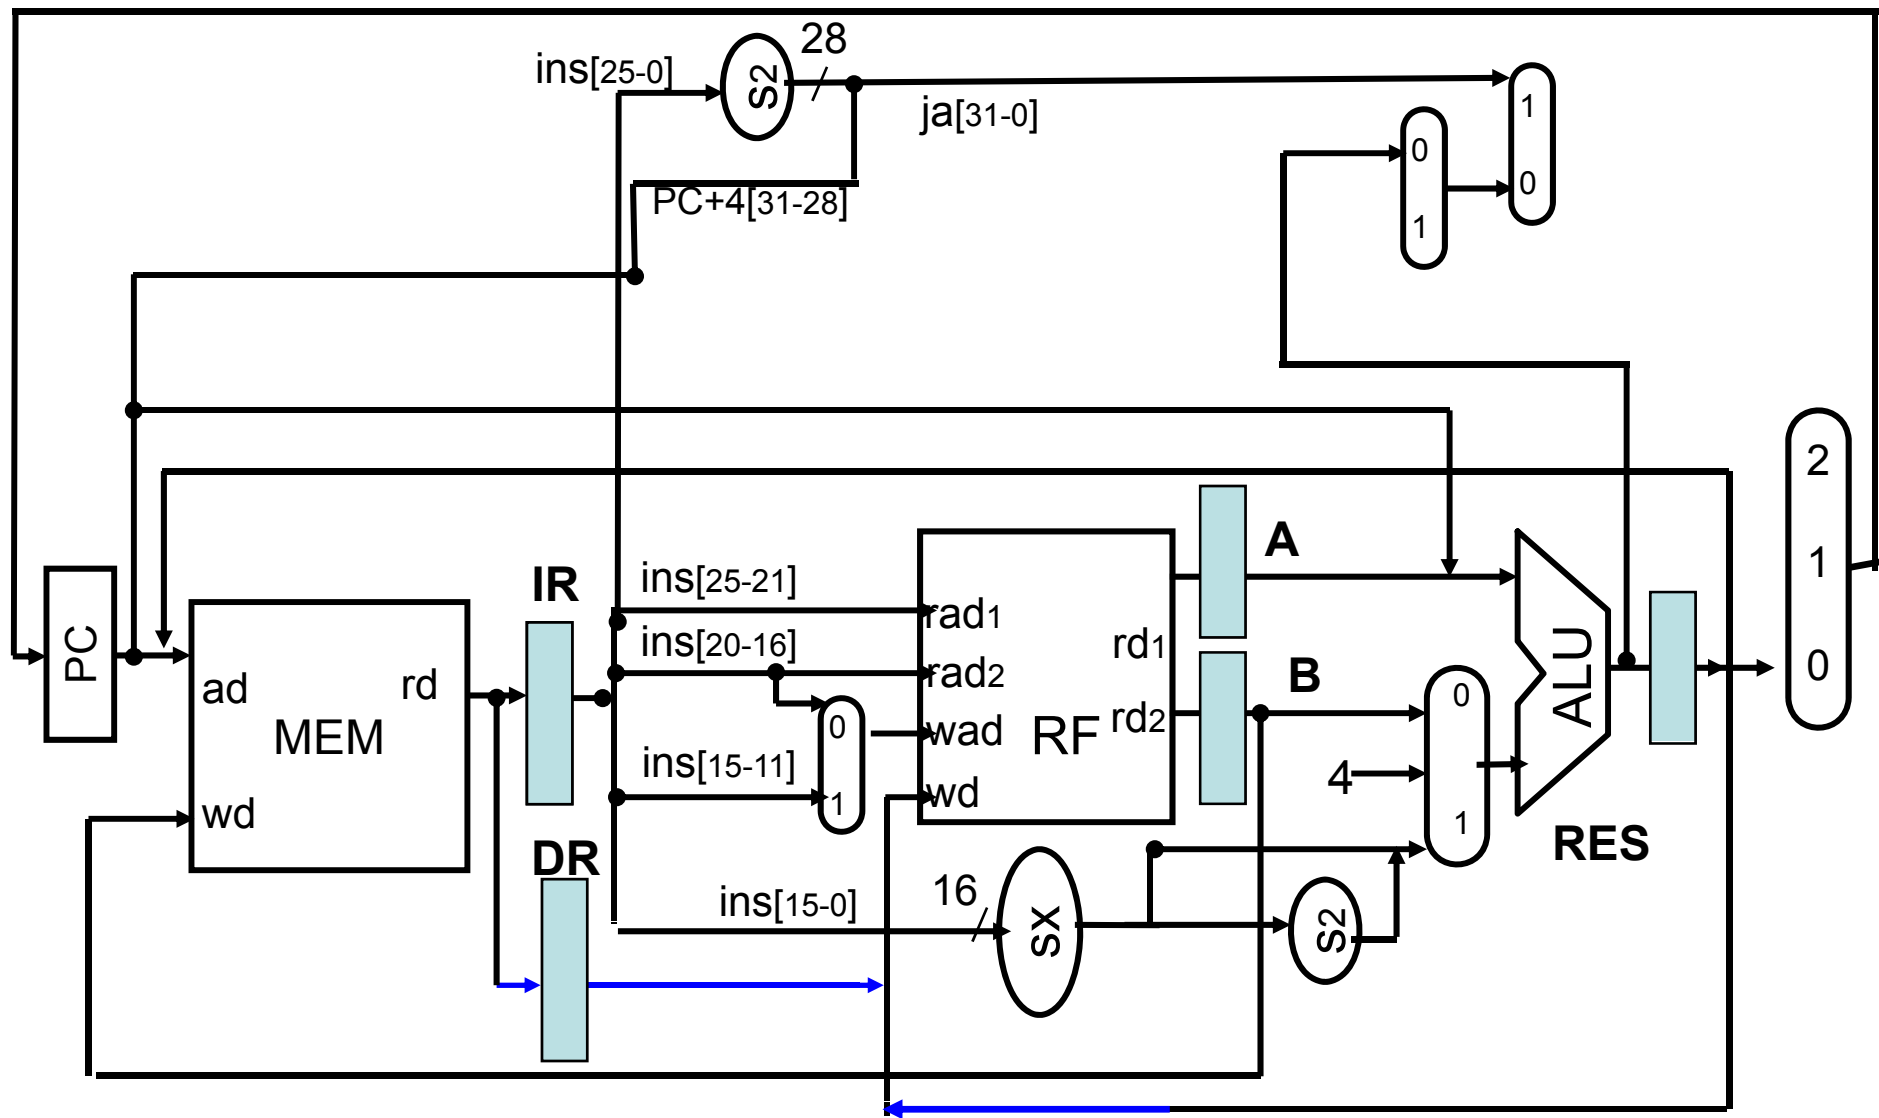 28
ins[25-0]
s2
ja[31-0]
1
0
0
1
PC+4[31-28]
2
1
0
A
IR
ins[25-21]
rad1
PC
ins[20-16]
rad2
rd1
ALU
ad
rd
B
rd2
0
MEM
0
wad
RF
ins[15-11]
1
4
wd
wd
1
RES
DR
ins[15-0]
16
sx
s2